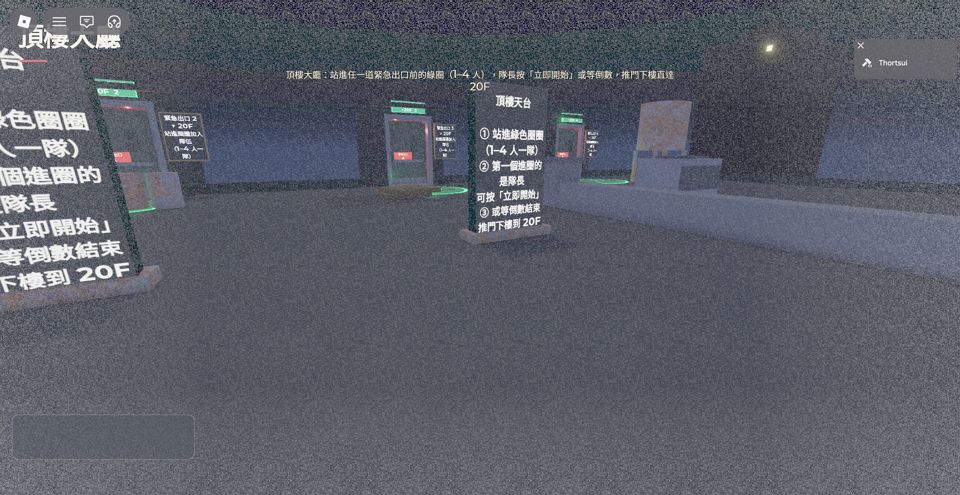 頂樓大廳
頂樓大廳：站進任一道緊急出口前的綠圈（1–4 人），隊長按「立即開始」或等倒數，推門下樓直達
20F
Thortsui
台
綠色圈圈
人一隊）
個進圈的
隊長
立即開始」
等倒數結束
下樓到 20F
OF 2
緊急出口 2
→ 20F
站進圈圈加入
隊伍
（1–4 人一
隊）
頂樓天台
① 站進綠色圈圈
（1–4 人一隊）
② 第一個進圈的
是隊長
可按「立即開始」
③ 或等倒數結束
推門下樓到 20F